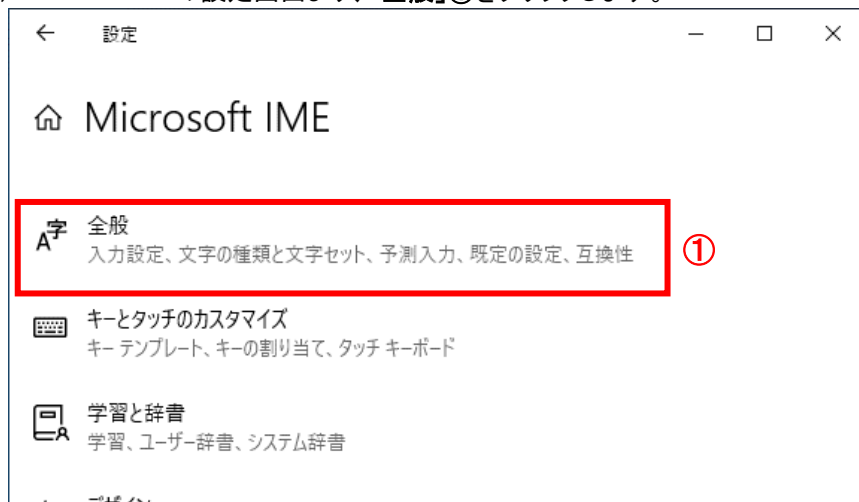 設定
Microsoft IME
全般
入力設定、文字の種類と文字セット、予測入力、既定の設定、互換性
①
キーとタッチのカスタマイズ
キー テンプレート、キーの割り当て、タッチ キーボード
学習と辞書
学習、ユーザー辞書、システム辞書